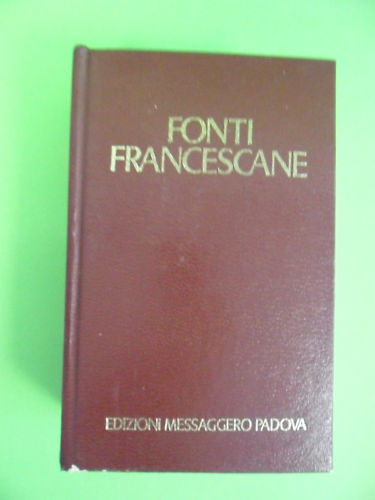 FONTI
FRANCESCANE
EDIZIONI MESSAGGERO PADOVA